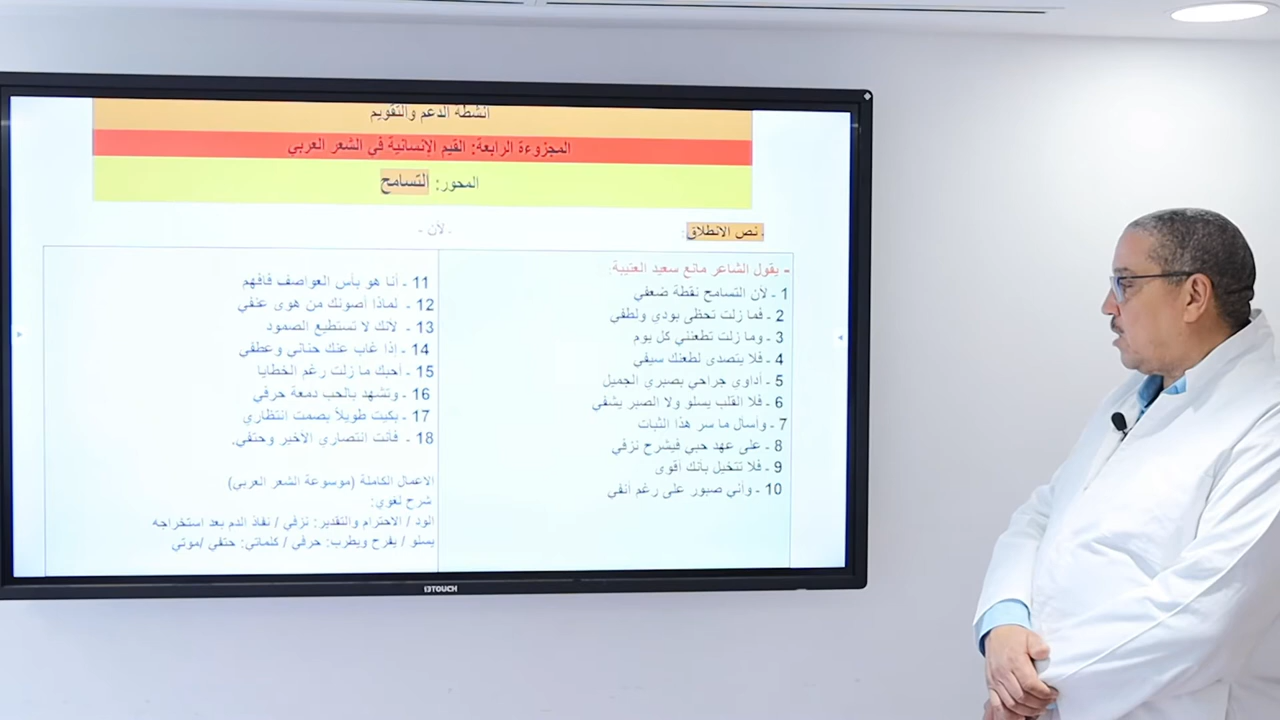 انشطة الدعم والتقويم
المجزوءة الرابعة: القيم الإنسانية في الشعر العربي
المحور: التسامح
- نص الانطلاق: - لأن -
- يقول الشاعر مانع سعيد العتيبة:
1 - لأن التسامح نقطة ضعفي
2 - فما زلت تحظى بودي ولطفي
3 - وما زلت تطعنني كل يوم
4 - فلا يتصدى لطعنك سيفي
5 - أداوي جراحي بصبري الجميل
6 - فلا القلب يسلو ولا الصبر يشفي
7 - وأسأل ما سر هذا الثبات
8 - على عهد حبي فيشرح نزفي
9 - فلا تتخيل بأنك أقوى
10 - وأني صبور على رغم أنفي
11 - أنا هو بأس العواصف فافهم
12 - لماذا أصونك من هوى عنفي
13 - لأنك لا تستطيع الصمود
14 - إذا غاب عنك حناني وعطفي
15 - أحبك ما زلت رغم الخطايا
16 - وتشهد بالحب دمعة حرفي
17 - بكيت طويلاً بصمت انتظاري
18 - فأنت انتصاري الاخير وحتفي.
الاعمال الكاملة (موسوعة الشعر العربي)
شرح لغوي:
الود / الاحترام والتقدير: نزفي / نفاذ الدم بعد استخراجه
يسلو / يفرح ويطرب: حرفي / كلماتي: حتفي /موتي
i3TOUCH